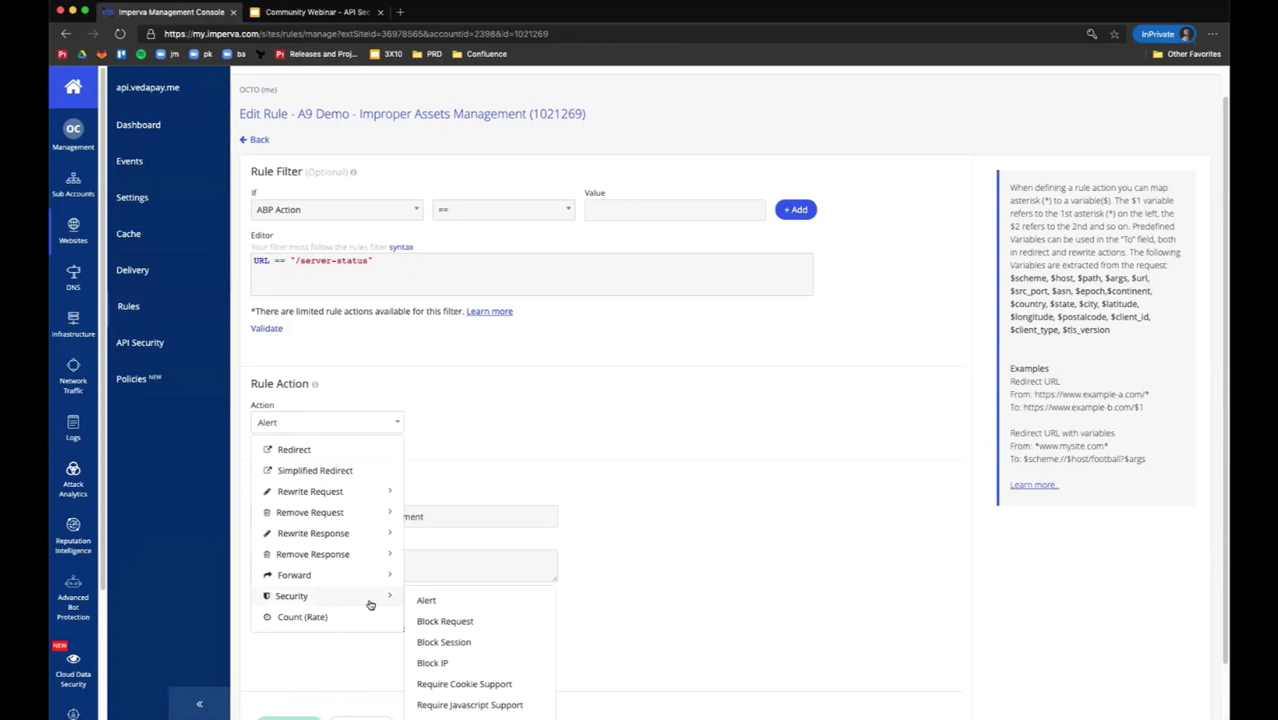 Imperva Management Console
Community Webinar - API Sec
https://my.imperva.com/sites/rules/manage?extSiteId=36978565&accountId=2398&id=1021269
InPrivate
jm
pk
ba
Releases and Proj...
3X10
PRD
Confluence
Other Favorites
OC
Management
Sub Accounts
Websites
DNS
Infrastructure
Network
Traffic
Logs
Attack
Analytics
Reputation
Intelligence
Advanced
Bot
Protection
NEW
Cloud Data
Security
api.vedapay.me
Dashboard
Events
Settings
Cache
Delivery
Rules
API Security
Policies NEW
«
OCTO (me)
Edit Rule - A9 Demo - Improper Assets Management (1021269)
Back
Rule Filter (Optional)
If
Value
ABP Action
==
+ Add
Editor
Your filter must follow the rules filter syntax
URL == "/server-status"
*There are limited rule actions available for this filter. Learn more
Validate
Rule Action
Action
Alert
Redirect
Simplified Redirect
Rewrite Request
Remove Request
Rewrite Response
Remove Response
Forward
Security
Count (Rate)
ment
Alert
Block Request
Block Session
Block IP
Require Cookie Support
Require Javascript Support
When defining a rule action you can map
asterisk (*) to a variable($). The $1 variable
refers to the 1st asterisk (*) on the left, the
$2 refers to the 2nd and so on. Predefined
Variables can be used in the "To" field, both
in redirect and rewrite actions. The following
Variables are extracted from the request:
$scheme, $host, $path, $args, $url,
$src_port, $asn, $epoch,$continent,
$country, $state, $city, $latitude,
$longitude, $postalcode, $client_id,
$client_type, $tls_version
Examples
Redirect URL
From: https://www.example-a.com/*
To: https://www.example-b.com/$1
Redirect URL with variables
From: *www.mysite.com*
To: $scheme://$host/football?$args
Learn more..